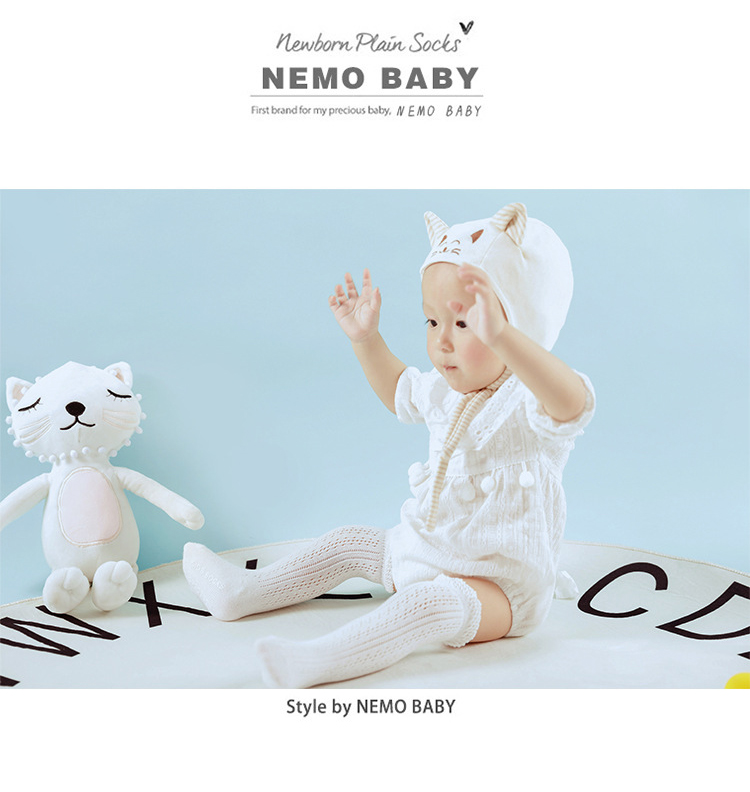 Newborn Plain Socks
NEMO BABY
First brand for my precious baby, NEMO BABY
W X Y C D
Style by NEMO BABY